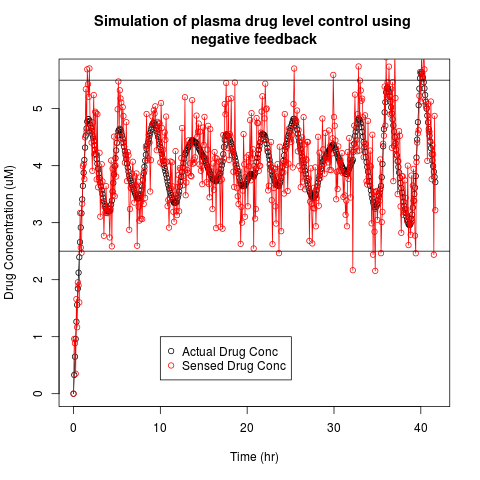 Simulation of plasma drug level control using
negative feedback
Drug Concentration (uM)
5
4
3
2
1
0
Actual Drug Conc
Sensed Drug Conc
0 10 20 30 40
Time (hr)